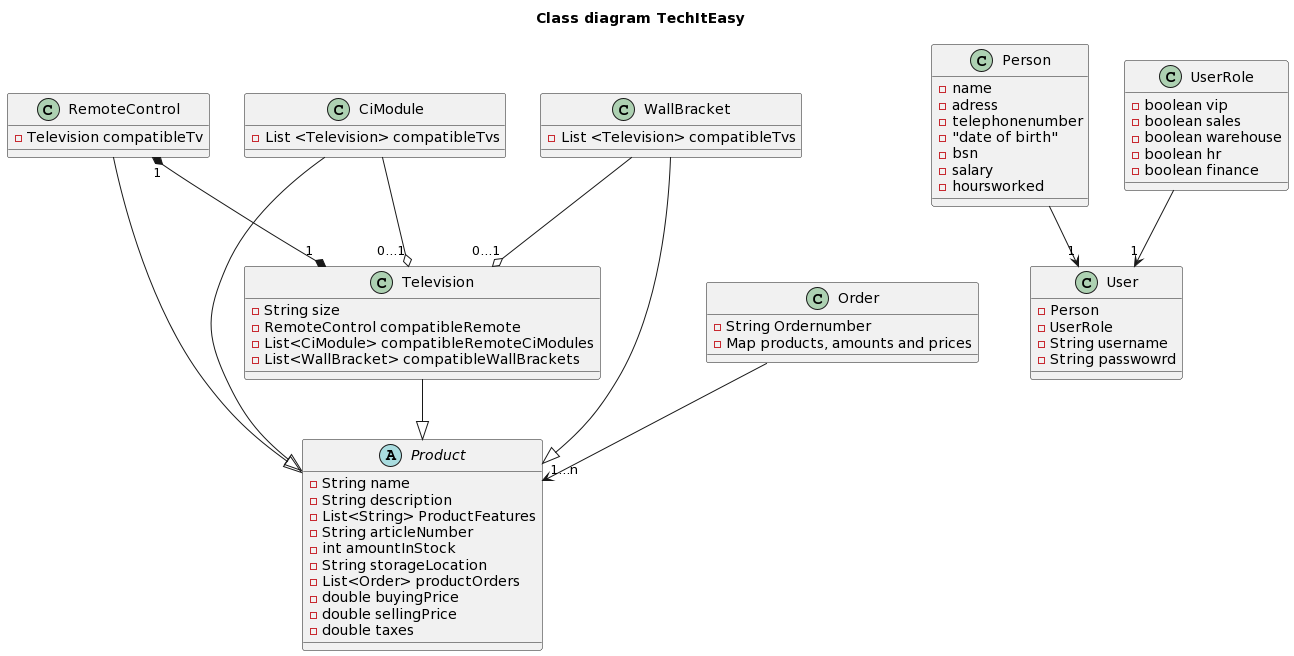 Class diagram TechItEasy
C RemoteControl
Television compatibleTv
C CiModule
List <Television> compatibleTvs
C WallBracket
List <Television> compatibleTvs
C Person
name
adress
telephonenumber
"date of birth"
bsn
salary
hoursworked
C UserRole
boolean vip
boolean sales
boolean warehouse
boolean hr
boolean finance
1
1
0...1
0...1
1
1
C Television
String size
RemoteControl compatibleRemote
List<CiModule> compatibleRemoteCiModules
List<WallBracket> compatibleWallBrackets
C Order
String Ordernumber
Map products, amounts and prices
C User
Person
UserRole
String username
String passwowrd
1...n
A Product
String name
String description
List<String> ProductFeatures
String articleNumber
int amountInStock
String storageLocation
List<Order> productOrders
double buyingPrice
double sellingPrice
double taxes